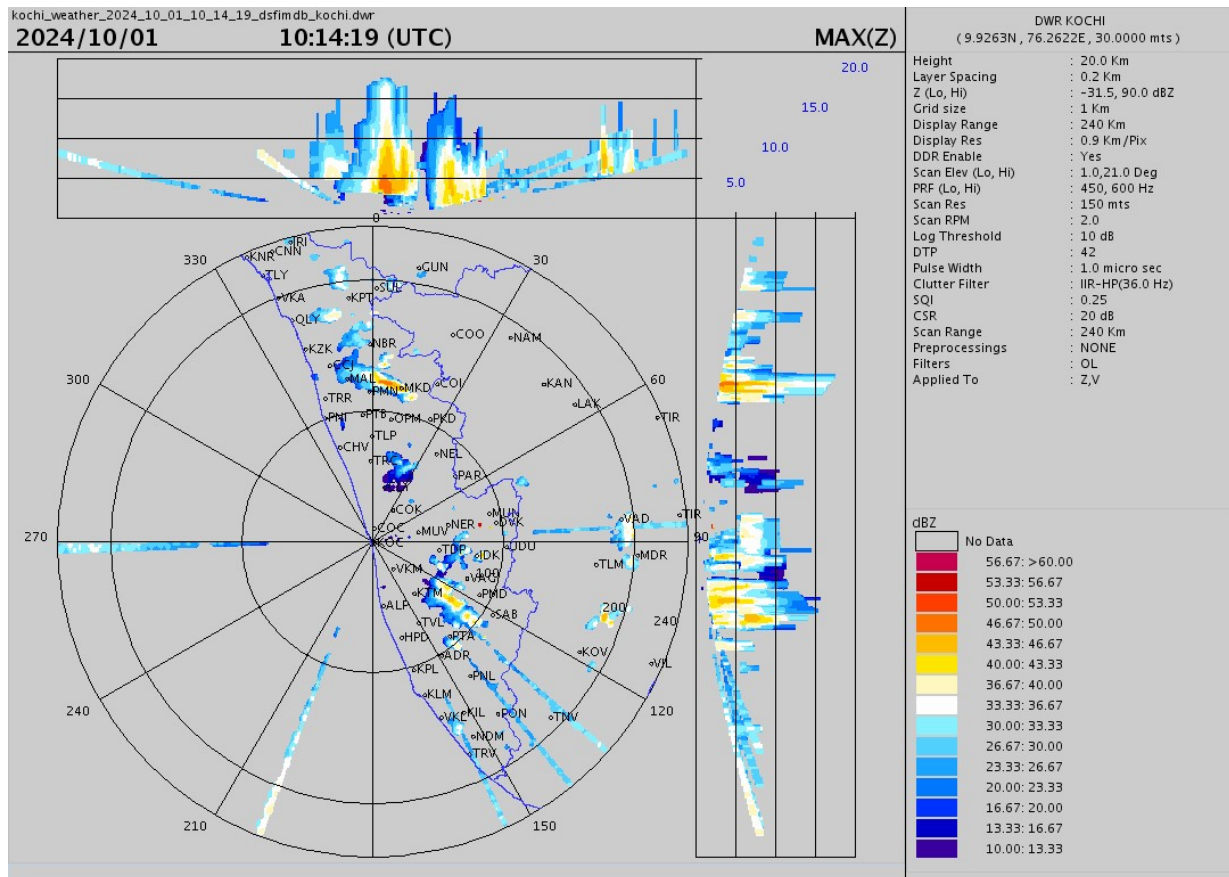 kochi_weather_2024_10_01_10_14_19_dsfimdb_kochi.dwr
2024/10/01 10:14:19 (UTC) MAX(Z)
20.0
15.0
10.0
5.0
0
330
30
300
60
270
90
240
120
210
150
100
200
240
IRI
CNN
KNR
TLY
GUN
SUL
VKA
KPT
QLY
COO
NAM
NBR
KZK
CCJ
MAL
PMN
MKD
COI
KAN
LAK
TRR
TIR
PNI
PTB
OPM
PKD
TLP
CHV
NEL
TRC
PAR
COK
MUN
VAD
TIR
COC
NER
DVK
MUV
KOC
TDP
UDU
IDK
MDR
TLM
VKM
VAG
KTM
PMD
ALP
SAB
TVL
HPD
PTA
KOV
ADR
VIL
KPL
PNL
KLM
VKL
KIL
PON
TNV
NDM
TRV
DWR KOCHI
( 9.9263N , 76.2622E , 30.0000 mts )
Height : 20.0 Km
Layer Spacing : 0.2 Km
Z (Lo, Hi) : -31.5, 90.0 dBZ
Grid size : 1 Km
Display Range : 240 Km
Display Res : 0.9 Km/Pix
DDR Enable : Yes
Scan Elev (Lo, Hi) : 1.0,21.0 Deg
PRF (Lo, Hi) : 450, 600 Hz
Scan Res : 150 mts
Scan RPM : 2.0
Log Threshold : 10 dB
DTP : 42
Pulse Width : 1.0 micro sec
Clutter Filter : IIR-HP(36.0 Hz)
SQI : 0.25
CSR : 20 dB
Scan Range : 240 Km
Preprocessings : NONE
Filters : OL
Applied To : Z,V
dBZ
No Data
56.67: >60.00
53.33: 56.67
50.00: 53.33
46.67: 50.00
43.33: 46.67
40.00: 43.33
36.67: 40.00
33.33: 36.67
30.00: 33.33
26.67: 30.00
23.33: 26.67
20.00: 23.33
16.67: 20.00
13.33: 16.67
10.00: 13.33